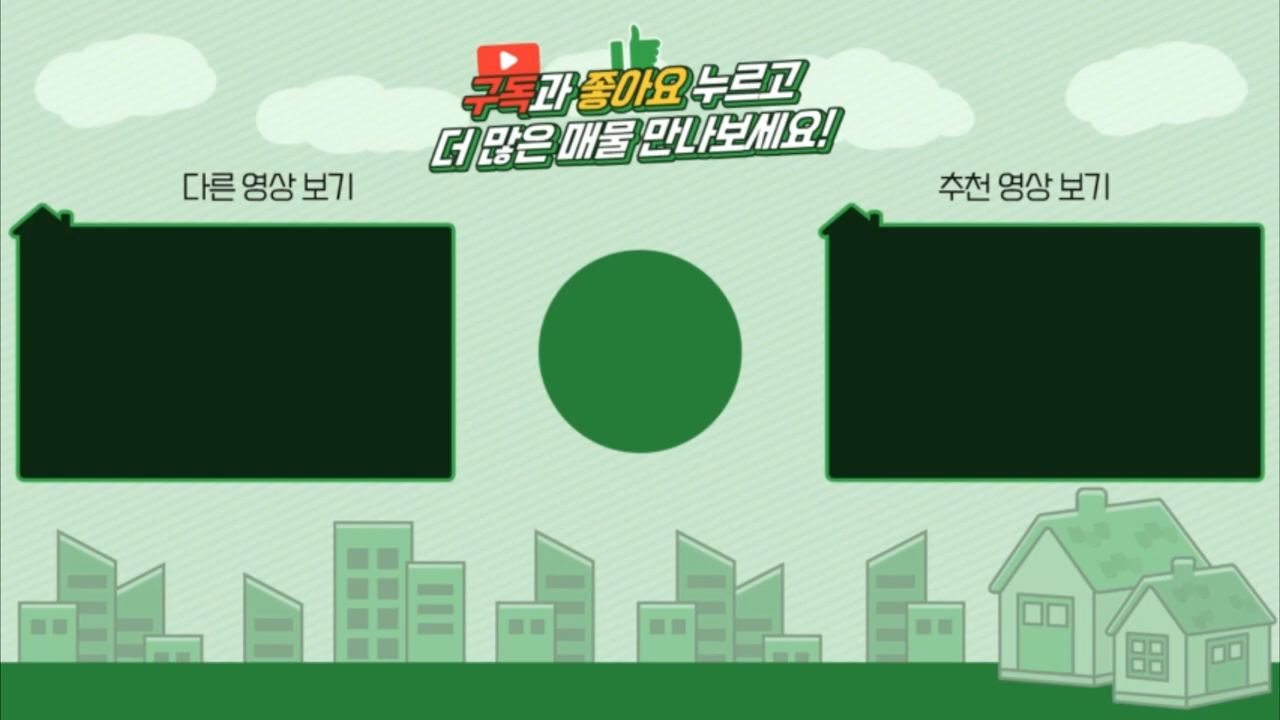 구독과 좋아요 누르고
더 많은 매물 만나보세요!
다른 영상 보기
추천 영상 보기